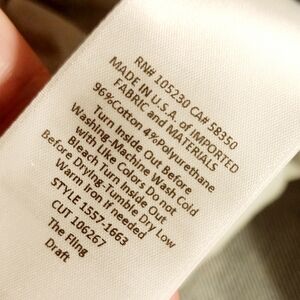 RN# 105230 CA# 58350
MADE IN U.S.A. of IMPORTED
FABRIC and MATERIALS
96%Cotton 4%Polyurethane
Turn Inside Out Before
Washing-Machine Wash Cold
with Like Colors Do not
Bleach Turn Insides Out
Before Drying-Tumble Dry Low
Warm Iron if needed
STYLE 1557-1663
CUT 106267
The Fling
Draft